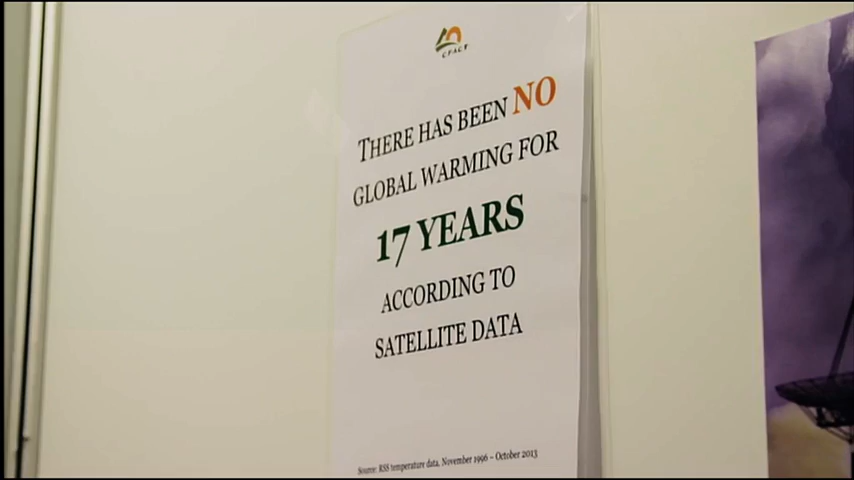 CFACT
THERE HAS BEEN NO
GLOBAL WARMING FOR
17 YEARS
ACCORDING TO
SATELLITE DATA
Source: RSS temperature data, November 1996 – October 2013